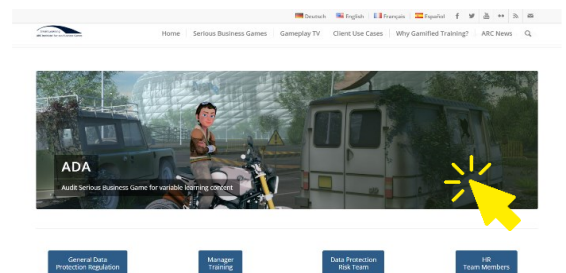 Deutsch English Français Español
Home Serious Business Games Gameplay TV Client Use Cases Why Gamified Training? ARC News
ADA
Audit Serious Business Game for variable learning content
General Data
Protection Regulation
Manager
Training
Data Protection
Risk Team
HR
Team Members